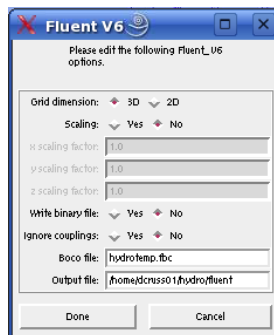 Fluent V6
Please edit the following Fluent_V6
options.
Grid dimension: 3D 2D
Scaling: Yes No
x scaling factor: 1.0
y scaling factor: 1.0
z scaling factor: 1.0
Write binary file: Yes No
Ignore couplings: Yes No
Boco file: hydrotemp.fbc
Output file: /home/dcruss01/hydro/fluent
Done Cancel